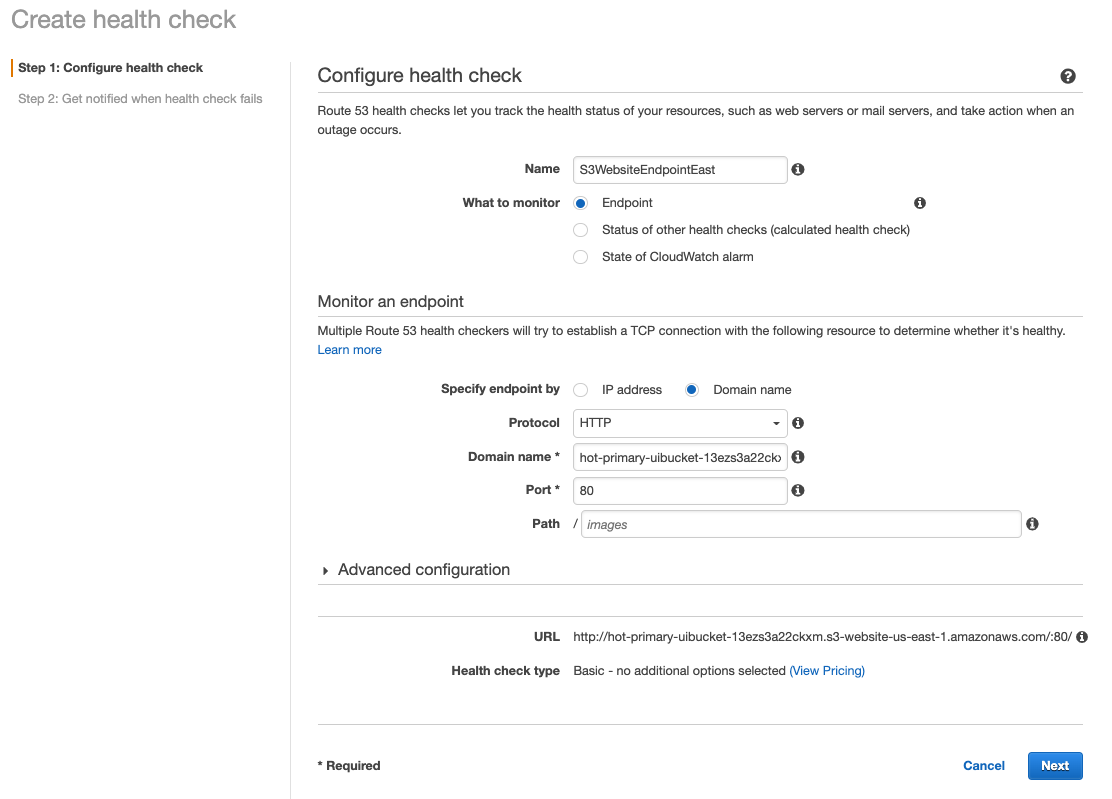 Create health check
Step 1: Configure health check
Step 2: Get notified when health check fails
Configure health check
Route 53 health checks let you track the health status of your resources, such as web servers or mail servers, and take action when an
outage occurs.
Name S3WebsiteEndpointEast
What to monitor Endpoint
Status of other health checks (calculated health check)
State of CloudWatch alarm
Monitor an endpoint
Multiple Route 53 health checkers will try to establish a TCP connection with the following resource to determine whether it's healthy.
Learn more
Specify endpoint by IP address Domain name
Protocol HTTP
Domain name * hot-primary-uibucket-13ezs3a22ckx
Port * 80
Path / images
Advanced configuration
URL http://hot-primary-uibucket-13ezs3a22ckxm.s3-website-us-east-1.amazonaws.com/:80/
Health check type Basic - no additional options selected (View Pricing)
* Required Cancel Next